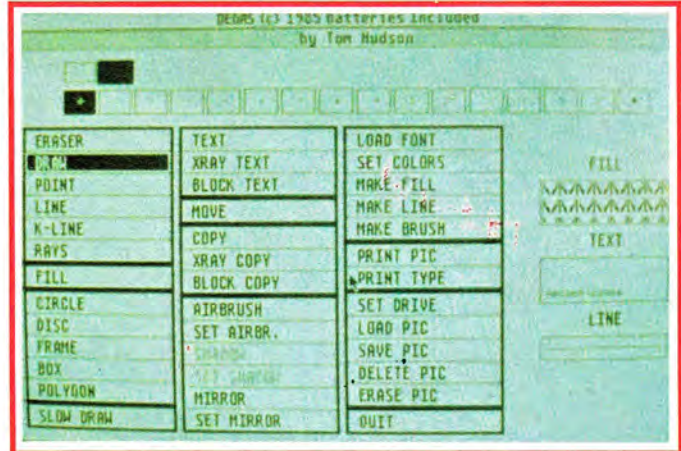 DEGAS (c) 1985 Batteries Included
by Tom Hudson
ERASER
DRAW
POINT
LINE
K-LINE
RAYS
FILL
CIRCLE
DISC
FRAME
BOX
POLYGON
SLOW DRAW
TEXT
XRAY TEXT
BLOCK TEXT
MOVE
COPY
XRAY COPY
BLOCK COPY
AIRBRUSH
SET AIRBR.
SHADOW
SET SHADOW
MIRROR
SET MIRROR
LOAD FONT
SET COLORS
MAKE FILL
MAKE LINE
MAKE BRUSH
PRINT PIC
PRINT TYPE
SET DRIVE
LOAD PIC
SAVE PIC
DELETE PIC
ERASE PIC
QUIT
FILL
TEXT
LINE